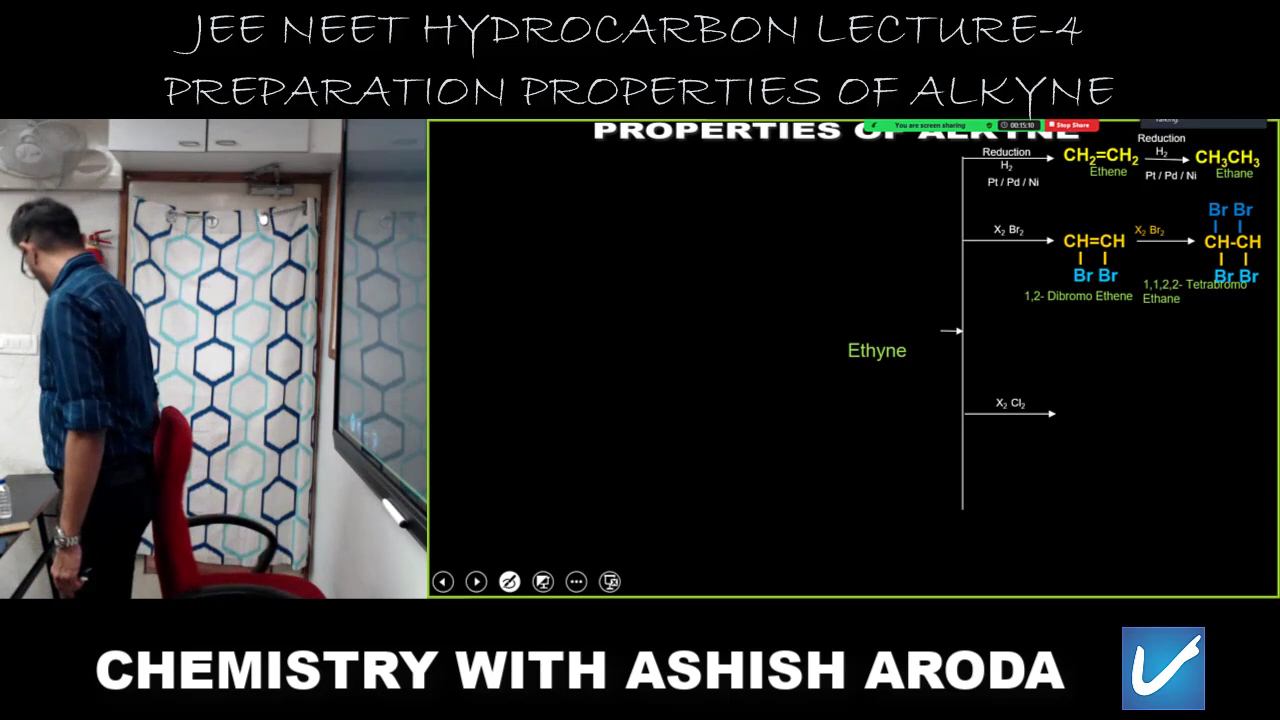 JEE NEET HYDROCARBON LECTURE-4
PREPARATION PROPERTIES OF ALKYNE
You are screen sharing
00:15:10
Stop Share
Talking:
PROPERTIES OF ALKYNE
Reduction
H₂
Pt / Pd / Ni
CH₂=CH₂
Ethene
Reduction
H₂
Pt / Pd / Ni
CH₃CH₃
Ethane
X₂ Br₂
CH=CH
Br Br
1,2- Dibromo Ethene
X₂ Br₂
Br Br
CH-CH
Br Br
1,1,2,2- Tetrabromo
Ethane
Ethyne
X₂ Cl₂
CHEMISTRY WITH ASHISH ARODA